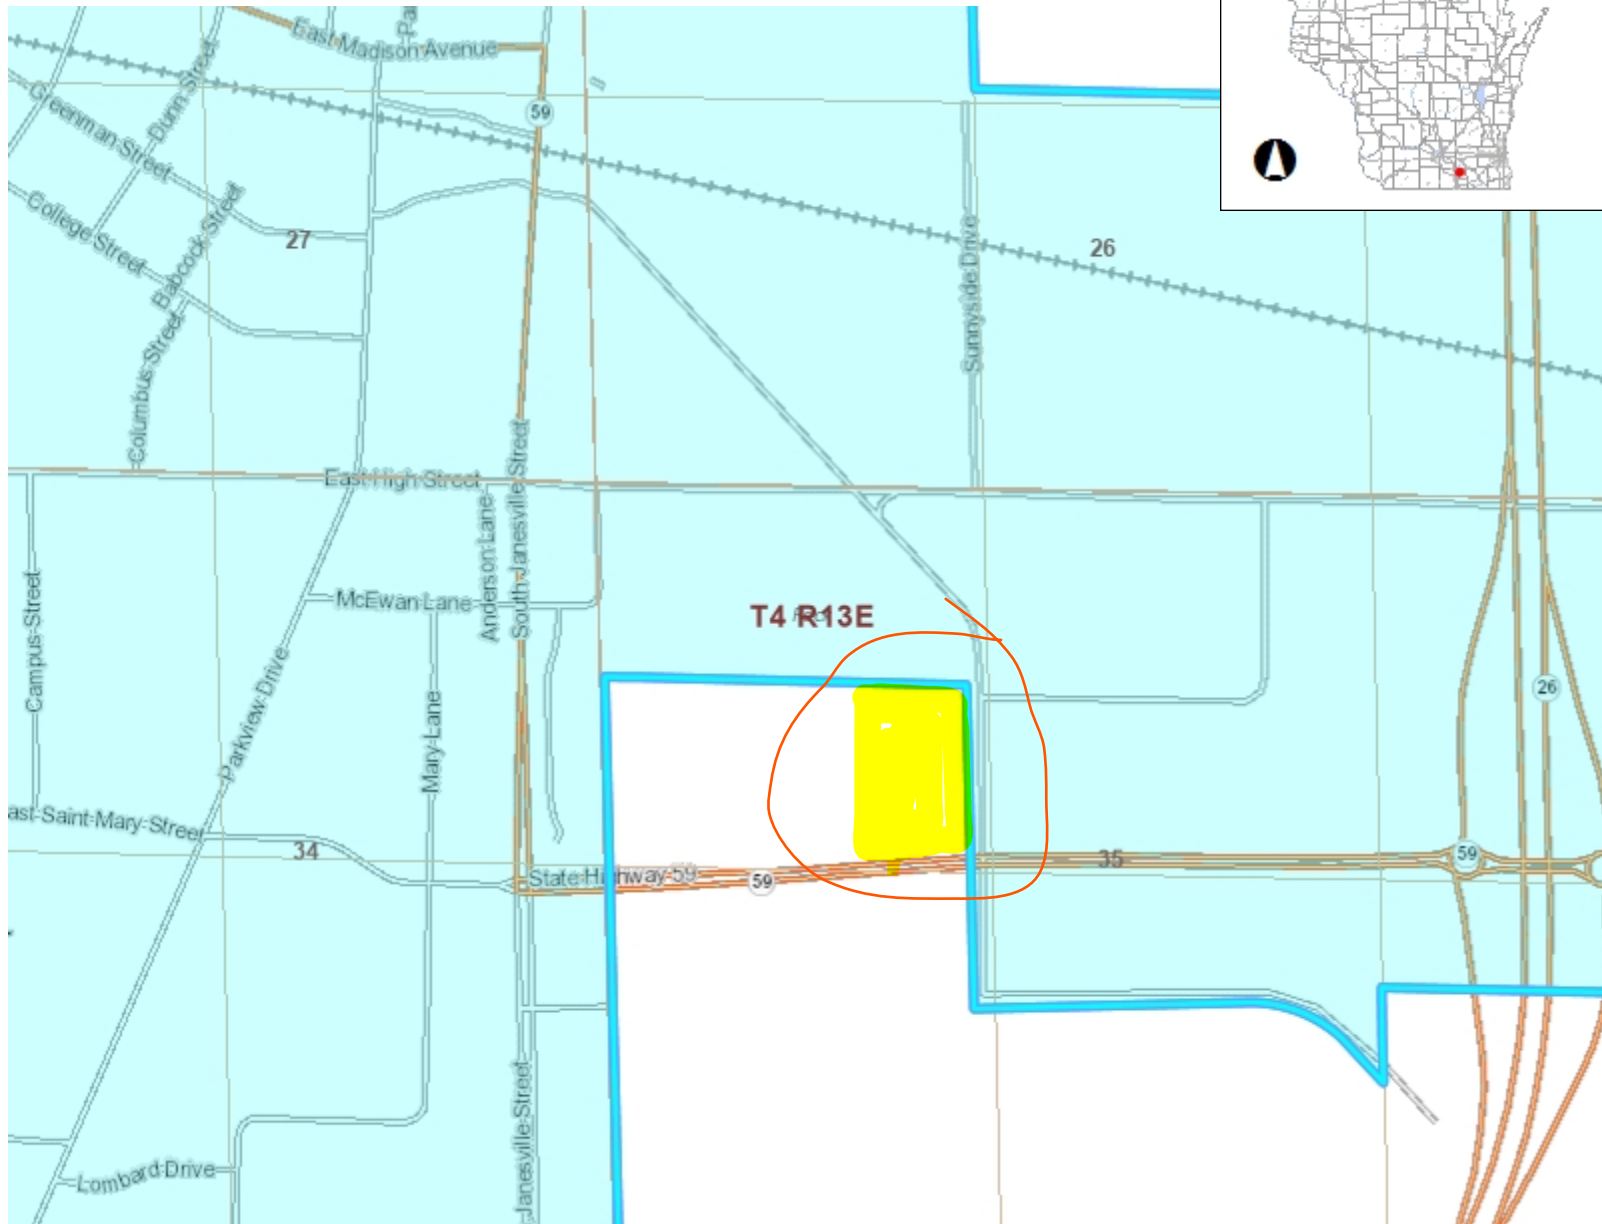 East Madison Avenue
59
Dunn Street
Greenman Street
College Street
Babcock Street
27
26
Sunnyside Drive
Columbus Street
East High Street
South Janesville Street
Anderson Lane
Campus Street
McEwan Lane
T4 R13E
Parkview Drive
Mary Lane
26
ast Saint Mary Street
34
State Highway 59
59
35
59
Janesville Street
Lombard Drive